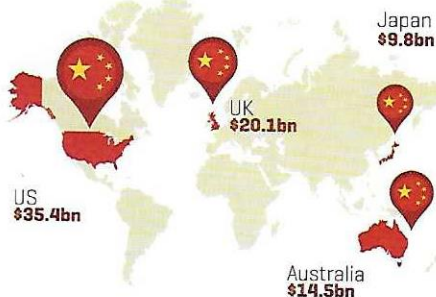 Japan
$9.8bn
UK
$20.1bn
US
$35.4bn
Australia
$14.5bn